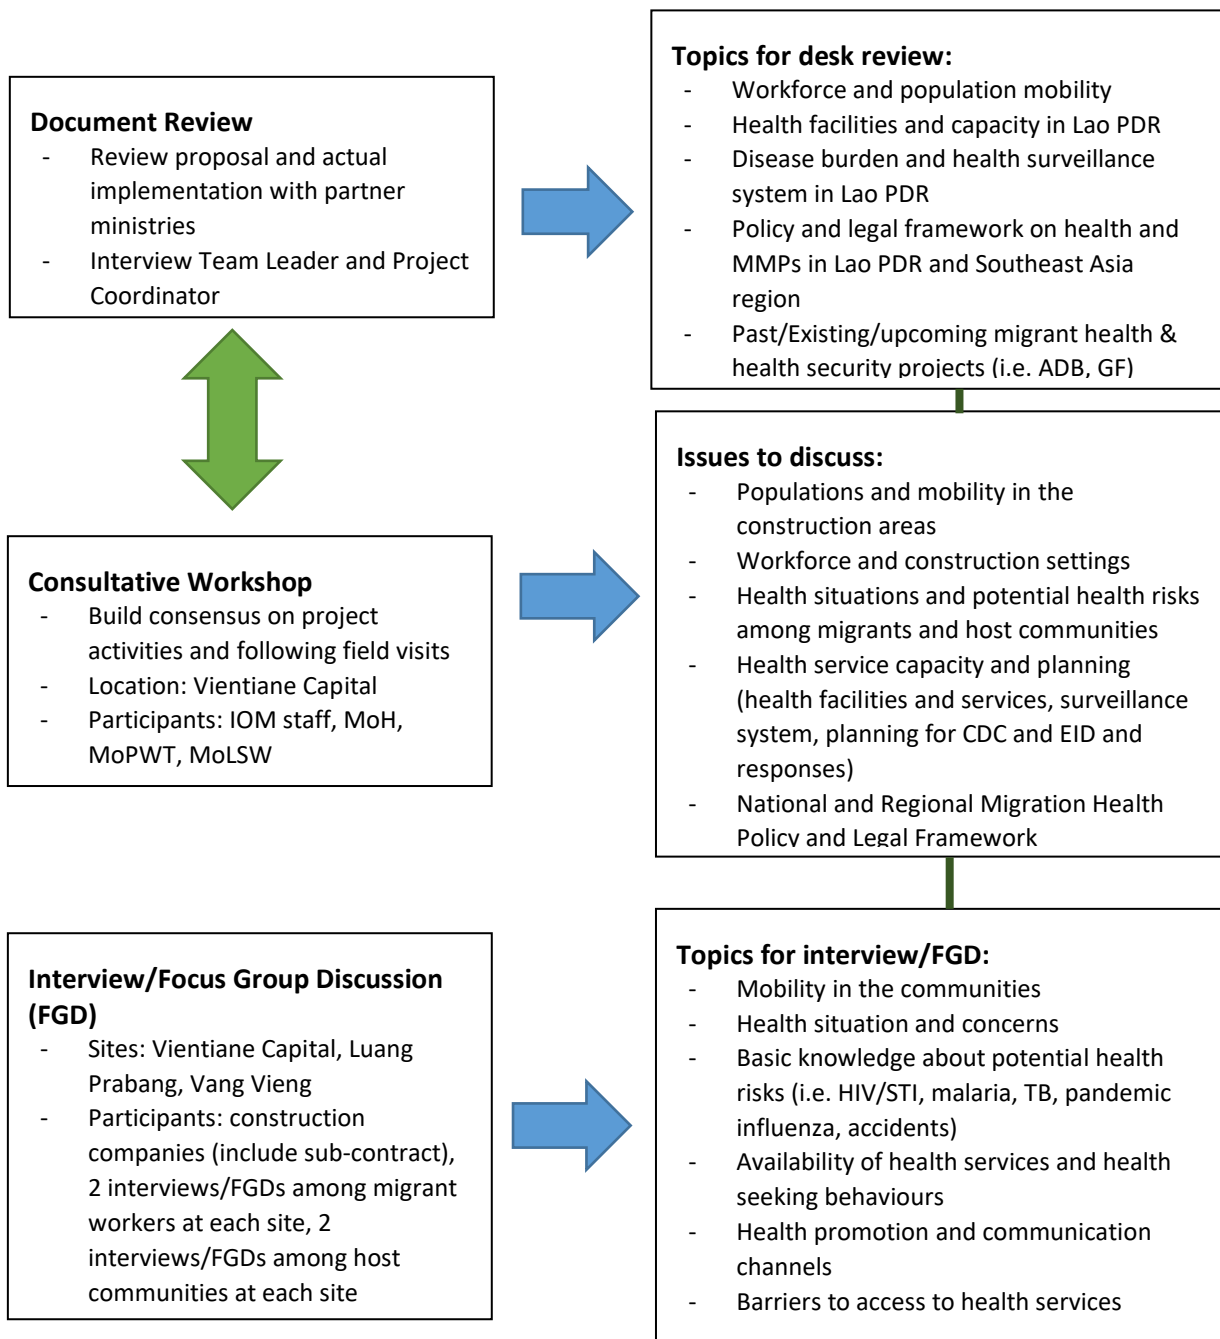 Document Review
- Review proposal and actual
implementation with partner
ministries
- Interview Team Leader and Project
Coordinator
Topics for desk review:
- Workforce and population mobility
- Health facilities and capacity in Lao PDR
- Disease burden and health surveillance
system in Lao PDR
- Policy and legal framework on health and
MMPs in Lao PDR and Southeast Asia
region
- Past/Existing/upcoming migrant health &
health security projects (i.e. ADB, GF)
Consultative Workshop
- Build consensus on project
activities and following field visits
- Location: Vientiane Capital
- Participants: IOM staff, MoH,
MoPWT, MoLSW
Issues to discuss:
- Populations and mobility in the
construction areas
- Workforce and construction settings
- Health situations and potential health risks
among migrants and host communities
- Health service capacity and planning
(health facilities and services, surveillance
system, planning for CDC and EID and
responses)
- National and Regional Migration Health
Policy and Legal Framework
Interview/Focus Group Discussion
(FGD)
- Sites: Vientiane Capital, Luang
Prabang, Vang Vieng
- Participants: construction
companies (include sub-contract),
2 interviews/FGDs among migrant
workers at each site, 2
interviews/FGDs among host
communities at each site
Topics for interview/FGD:
- Mobility in the communities
- Health situation and concerns
- Basic knowledge about potential health
risks (i.e. HIV/STI, malaria, TB, pandemic
influenza, accidents)
- Availability of health services and health
seeking behaviours
- Health promotion and communication
channels
- Barriers to access to health services